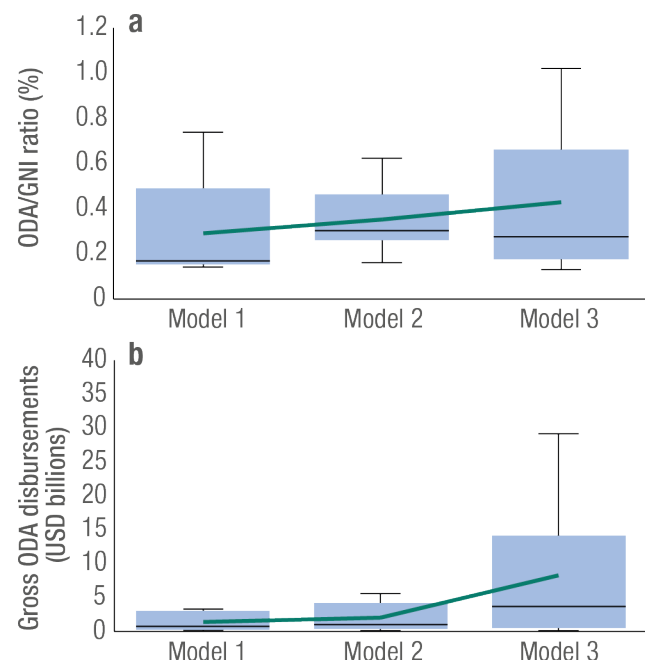 a
1.2
1.0
0.8
0.6
0.4
0.2
0
ODA/GNI ratio (%)
Model 1 Model 2 Model 3
b
40
35
30
25
20
15
10
5
0
Gross ODA disbursements
(USD billions)
Model 1 Model 2 Model 3